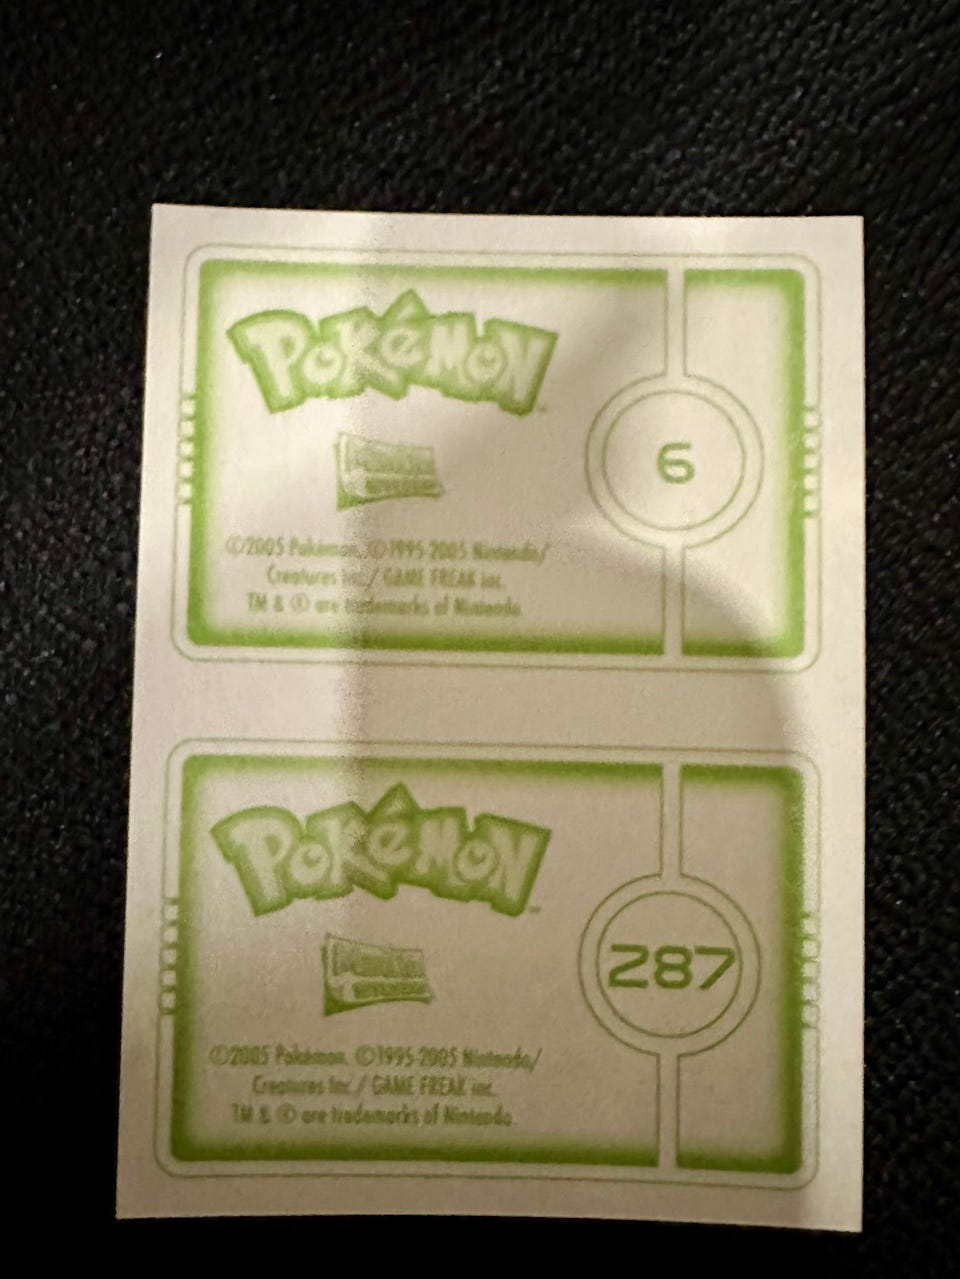 POKéMON
6
©2005 Pokémon. ©1995-2005 Nintendo/
Creatures Inc./ GAME FREAK inc.
TM & ® are trademarks of Nintendo.
POKéMON
287
©2005 Pokémon. ©1995-2005 Nintendo/
Creatures Inc./ GAME FREAK inc.
TM & ® are trademarks of Nintendo.